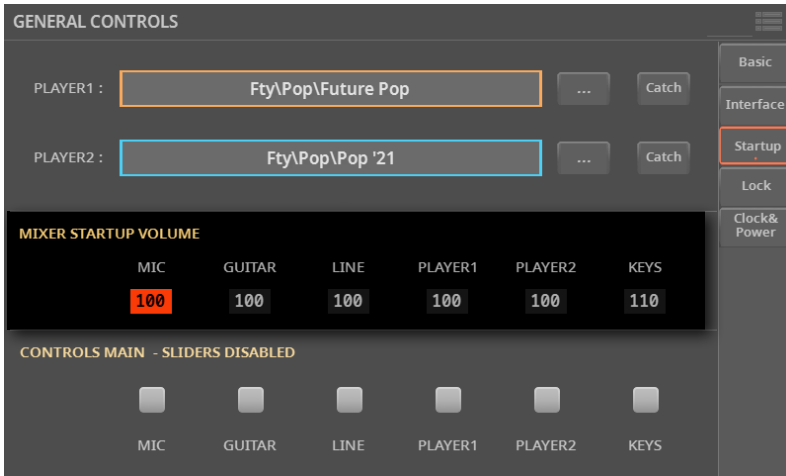 GENERAL CONTROLS
Basic
PLAYER1 : Fty\Pop\Future Pop ... Catch
Interface
PLAYER2 : Fty\Pop\Pop '21 ... Catch
Startup
Lock
Clock&
Power
MIXER STARTUP VOLUME
MIC GUITAR LINE PLAYER1 PLAYER2 KEYS
100 100 100 100 100 110
CONTROLS MAIN - SLIDERS DISABLED
MIC GUITAR LINE PLAYER1 PLAYER2 KEYS